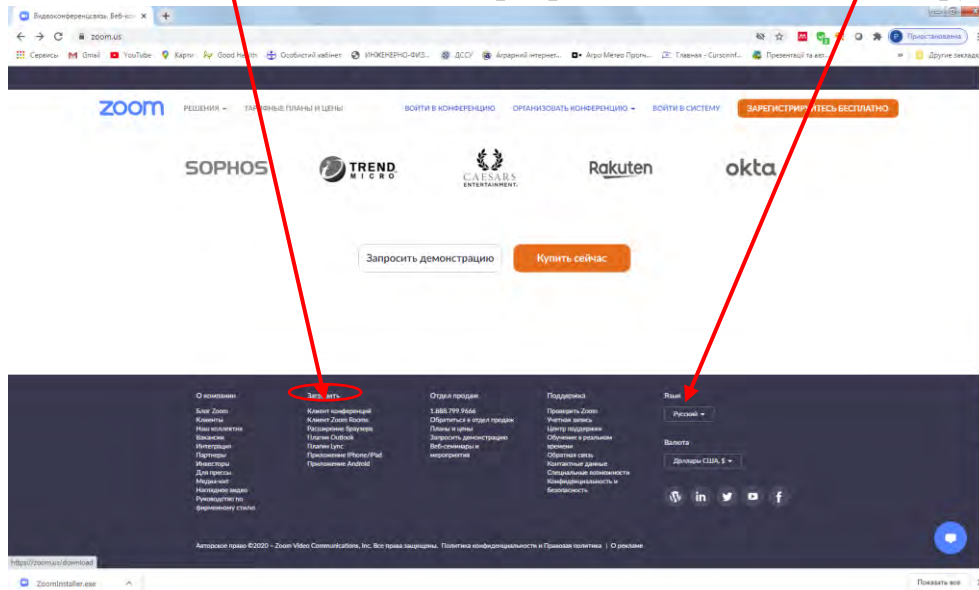 Видеоконференцсвязь, Веб-кон
zoom.us
Приостановлена
Сервисы Gmail YouTube Карты Good Health Особистий кабінет ИНЖЕНЕРНО-ФИЗ... ДССУ Аграрний інтернет... Агро Метео Прогн... Главная - Cursorinf... Презентації та авт... » Другие закладк
zoom РЕШЕНИЯ ТАРИФНЫЕ ПЛАНЫ И ЦЕНЫ ВОЙТИ В КОНФЕРЕНЦИЮ ОРГАНИЗОВАТЬ КОНФЕРЕНЦИЮ ВОЙТИ В СИСТЕМУ ЗАРЕГИСТРИРУЙТЕСЬ БЕСПЛАТНО
SOPHOS TREND MICRO CAESARS ENTERTAINMENT. Rakuten okta
Запросить демонстрацию Купить сейчас
О компании
Блог Zoom
Клиенты
Наш коллектив
Вакансии
Интеграция
Партнеры
Инвесторы
Для прессы
Медиа-кит
Наглядное видео
Руководство по
фирменному стилю
Загрузить
Клиент конференций
Клиент Zoom Rooms
Расширение браузера
Плагин Outlook
Плагин Lync
Приложение iPhone/iPad
Приложение Android
Отдел продаж
1.888.799.9666
Обратиться в отдел продаж
Планы и цены
Запросить демонстрацию
Веб-семинары и
мероприятия
Поддержка
Проверить Zoom
Учетная запись
Центр поддержки
Обучение в реальном
времени
Обратная связь
Контактные данные
Специальные возможности
Конфиденциальность и
безопасность
Язык
Русский
Валюта
Доллары США, $
in f
Авторское право ©2020 - Zoom Video Communications, Inc. Все права защищены. Политика конфиденциальности и Правовая политика | О рекламе
https://zoom.us/download
ZoomInstaller.exe Показать все